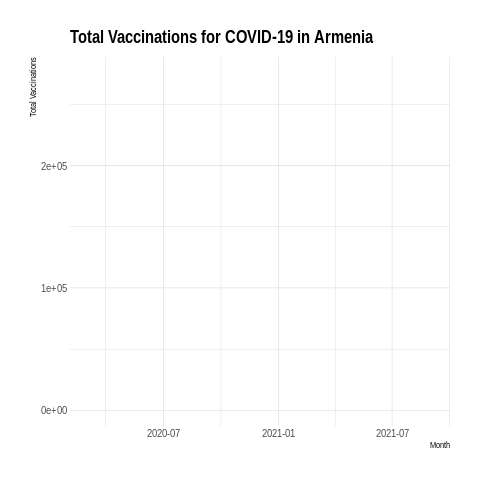 Total Vaccinations for COVID-19 in Armenia
Total Vaccinations
2e+05
1e+05
0e+00
2020-07 2021-01 2021-07
Month